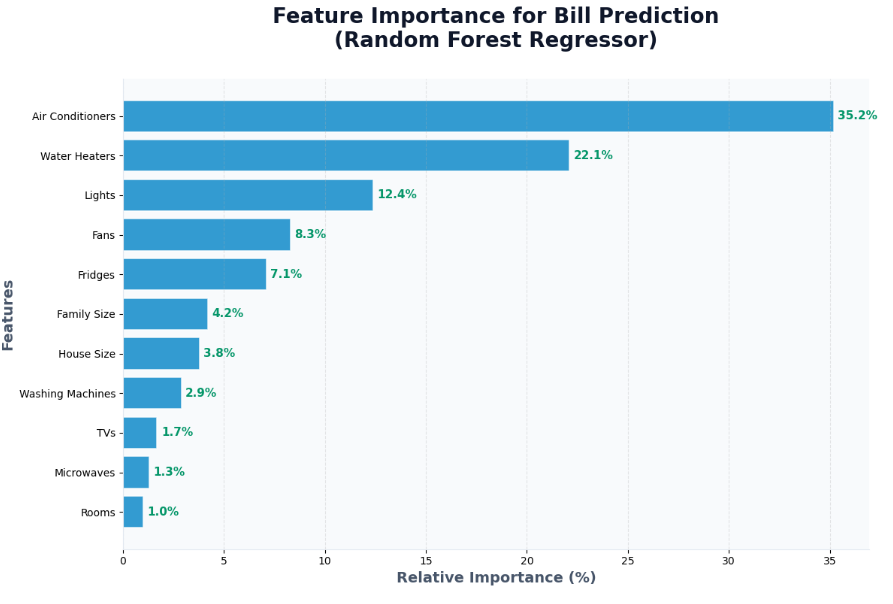 Feature Importance for Bill Prediction
(Random Forest Regressor)
Features
Air Conditioners 35.2%
Water Heaters 22.1%
Lights 12.4%
Fans 8.3%
Fridges 7.1%
Family Size 4.2%
House Size 3.8%
Washing Machines 2.9%
TVs 1.7%
Microwaves 1.3%
Rooms 1.0%
0 5 10 15 20 25 30 35
Relative Importance (%)